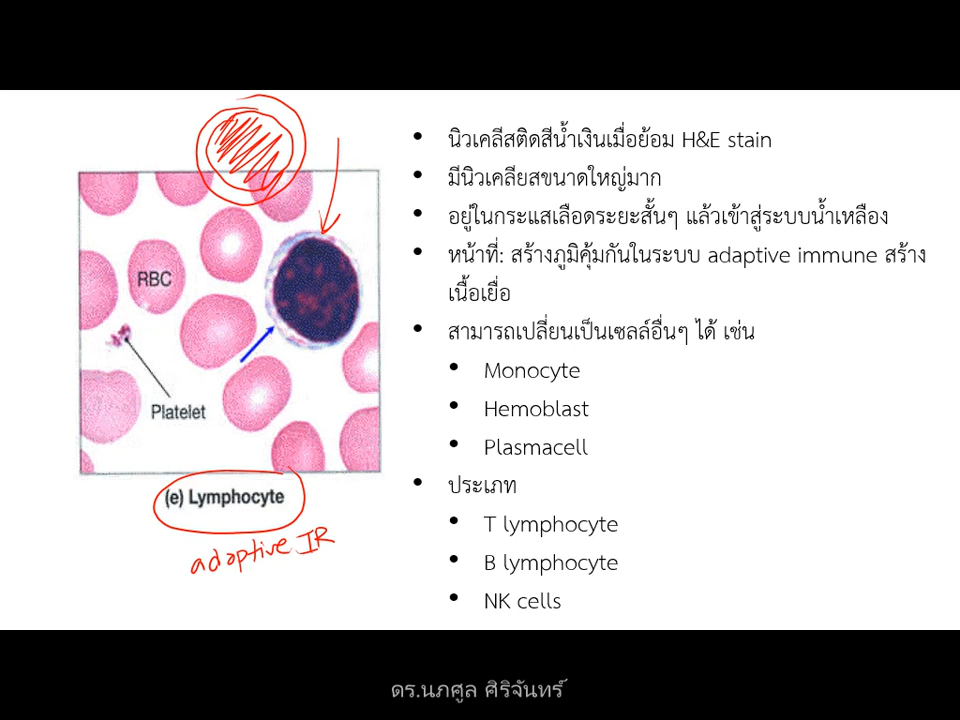 RBC
Platelet
(e) Lymphocyte
adaptive IR
• นิวเคลีสติดสีน้ำเงินเมื่อย้อม H&E stain
• มีนิวเคลียสขนาดใหญ่มาก
• อยู่ในกระแสเลือดระยะสั้นๆ แล้วเข้าสู่ระบบน้ำเหลือง
• หน้าที่: สร้างภูมิคุ้มกันในระบบ adaptive immune สร้าง
เนื้อเยื่อ
• สามารถเปลี่ยนเป็นเซลล์อื่นๆ ได้ เช่น
• Monocyte
• Hemoblast
• Plasmacell
• ประเภท
• T lymphocyte
• B lymphocyte
• NK cells
ดร.นภศูล ศิริจันทร์